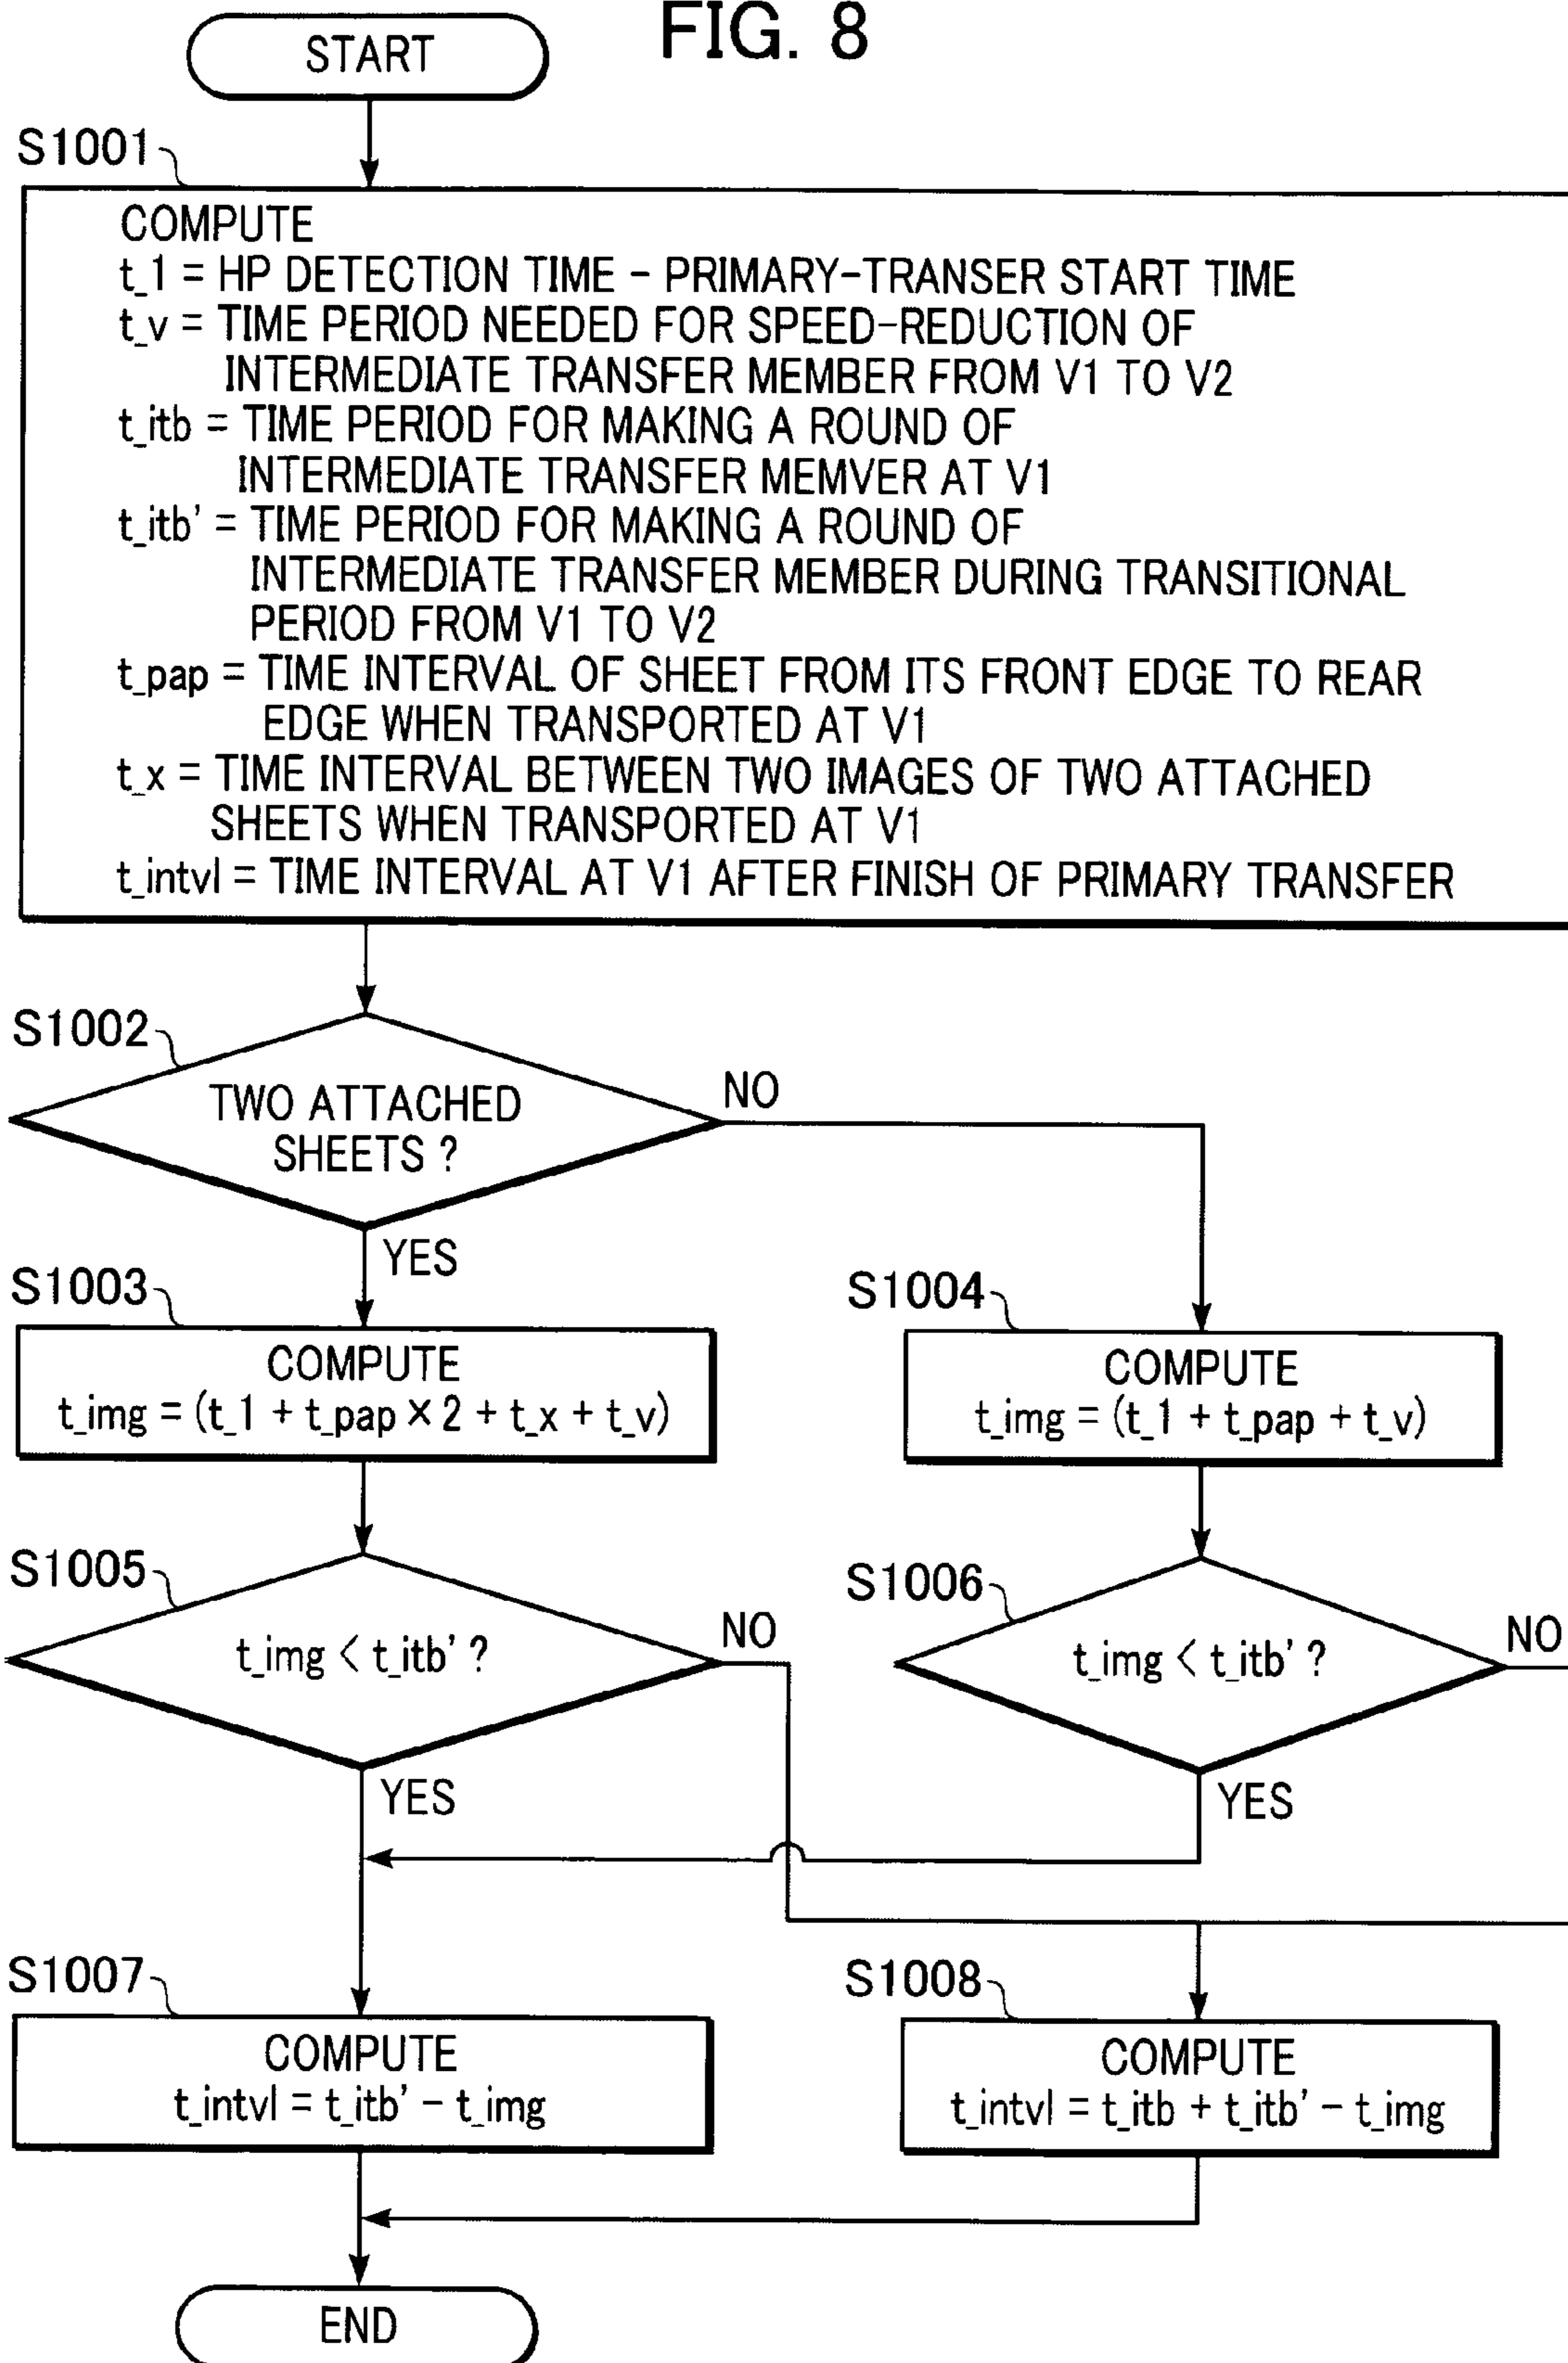 FIG. 8
START
S1001
COMPUTE
t_1 = HP DETECTION TIME - PRIMARY-TRANSER START TIME
t_v = TIME PERIOD NEEDED FOR SPEED-REDUCTION OF
INTERMEDIATE TRANSFER MEMBER FROM V1 TO V2
t_itb = TIME PERIOD FOR MAKING A ROUND OF
INTERMEDIATE TRANSFER MEMVER AT V1
t_itb' = TIME PERIOD FOR MAKING A ROUND OF
INTERMEDIATE TRANSFER MEMBER DURING TRANSITIONAL
PERIOD FROM V1 TO V2
t_pap = TIME INTERVAL OF SHEET FROM ITS FRONT EDGE TO REAR
EDGE WHEN TRANSPORTED AT V1
t_x = TIME INTERVAL BETWEEN TWO IMAGES OF TWO ATTACHED
SHEETS WHEN TRANSPORTED AT V1
t_intvl = TIME INTERVAL AT V1 AFTER FINISH OF PRIMARY TRANSFER
S1002
TWO ATTACHED
SHEETS ?
NO
YES
S1003
COMPUTE
t_img = (t_1 + t_pap × 2 + t_x + t_v)
S1004
COMPUTE
t_img = (t_1 + t_pap + t_v)
S1005
t_img < t_itb' ?
NO
YES
S1006
t_img < t_itb' ?
NO
YES
S1007
COMPUTE
t_intvl = t_itb' - t_img
S1008
COMPUTE
t_intvl = t_itb + t_itb' - t_img
END